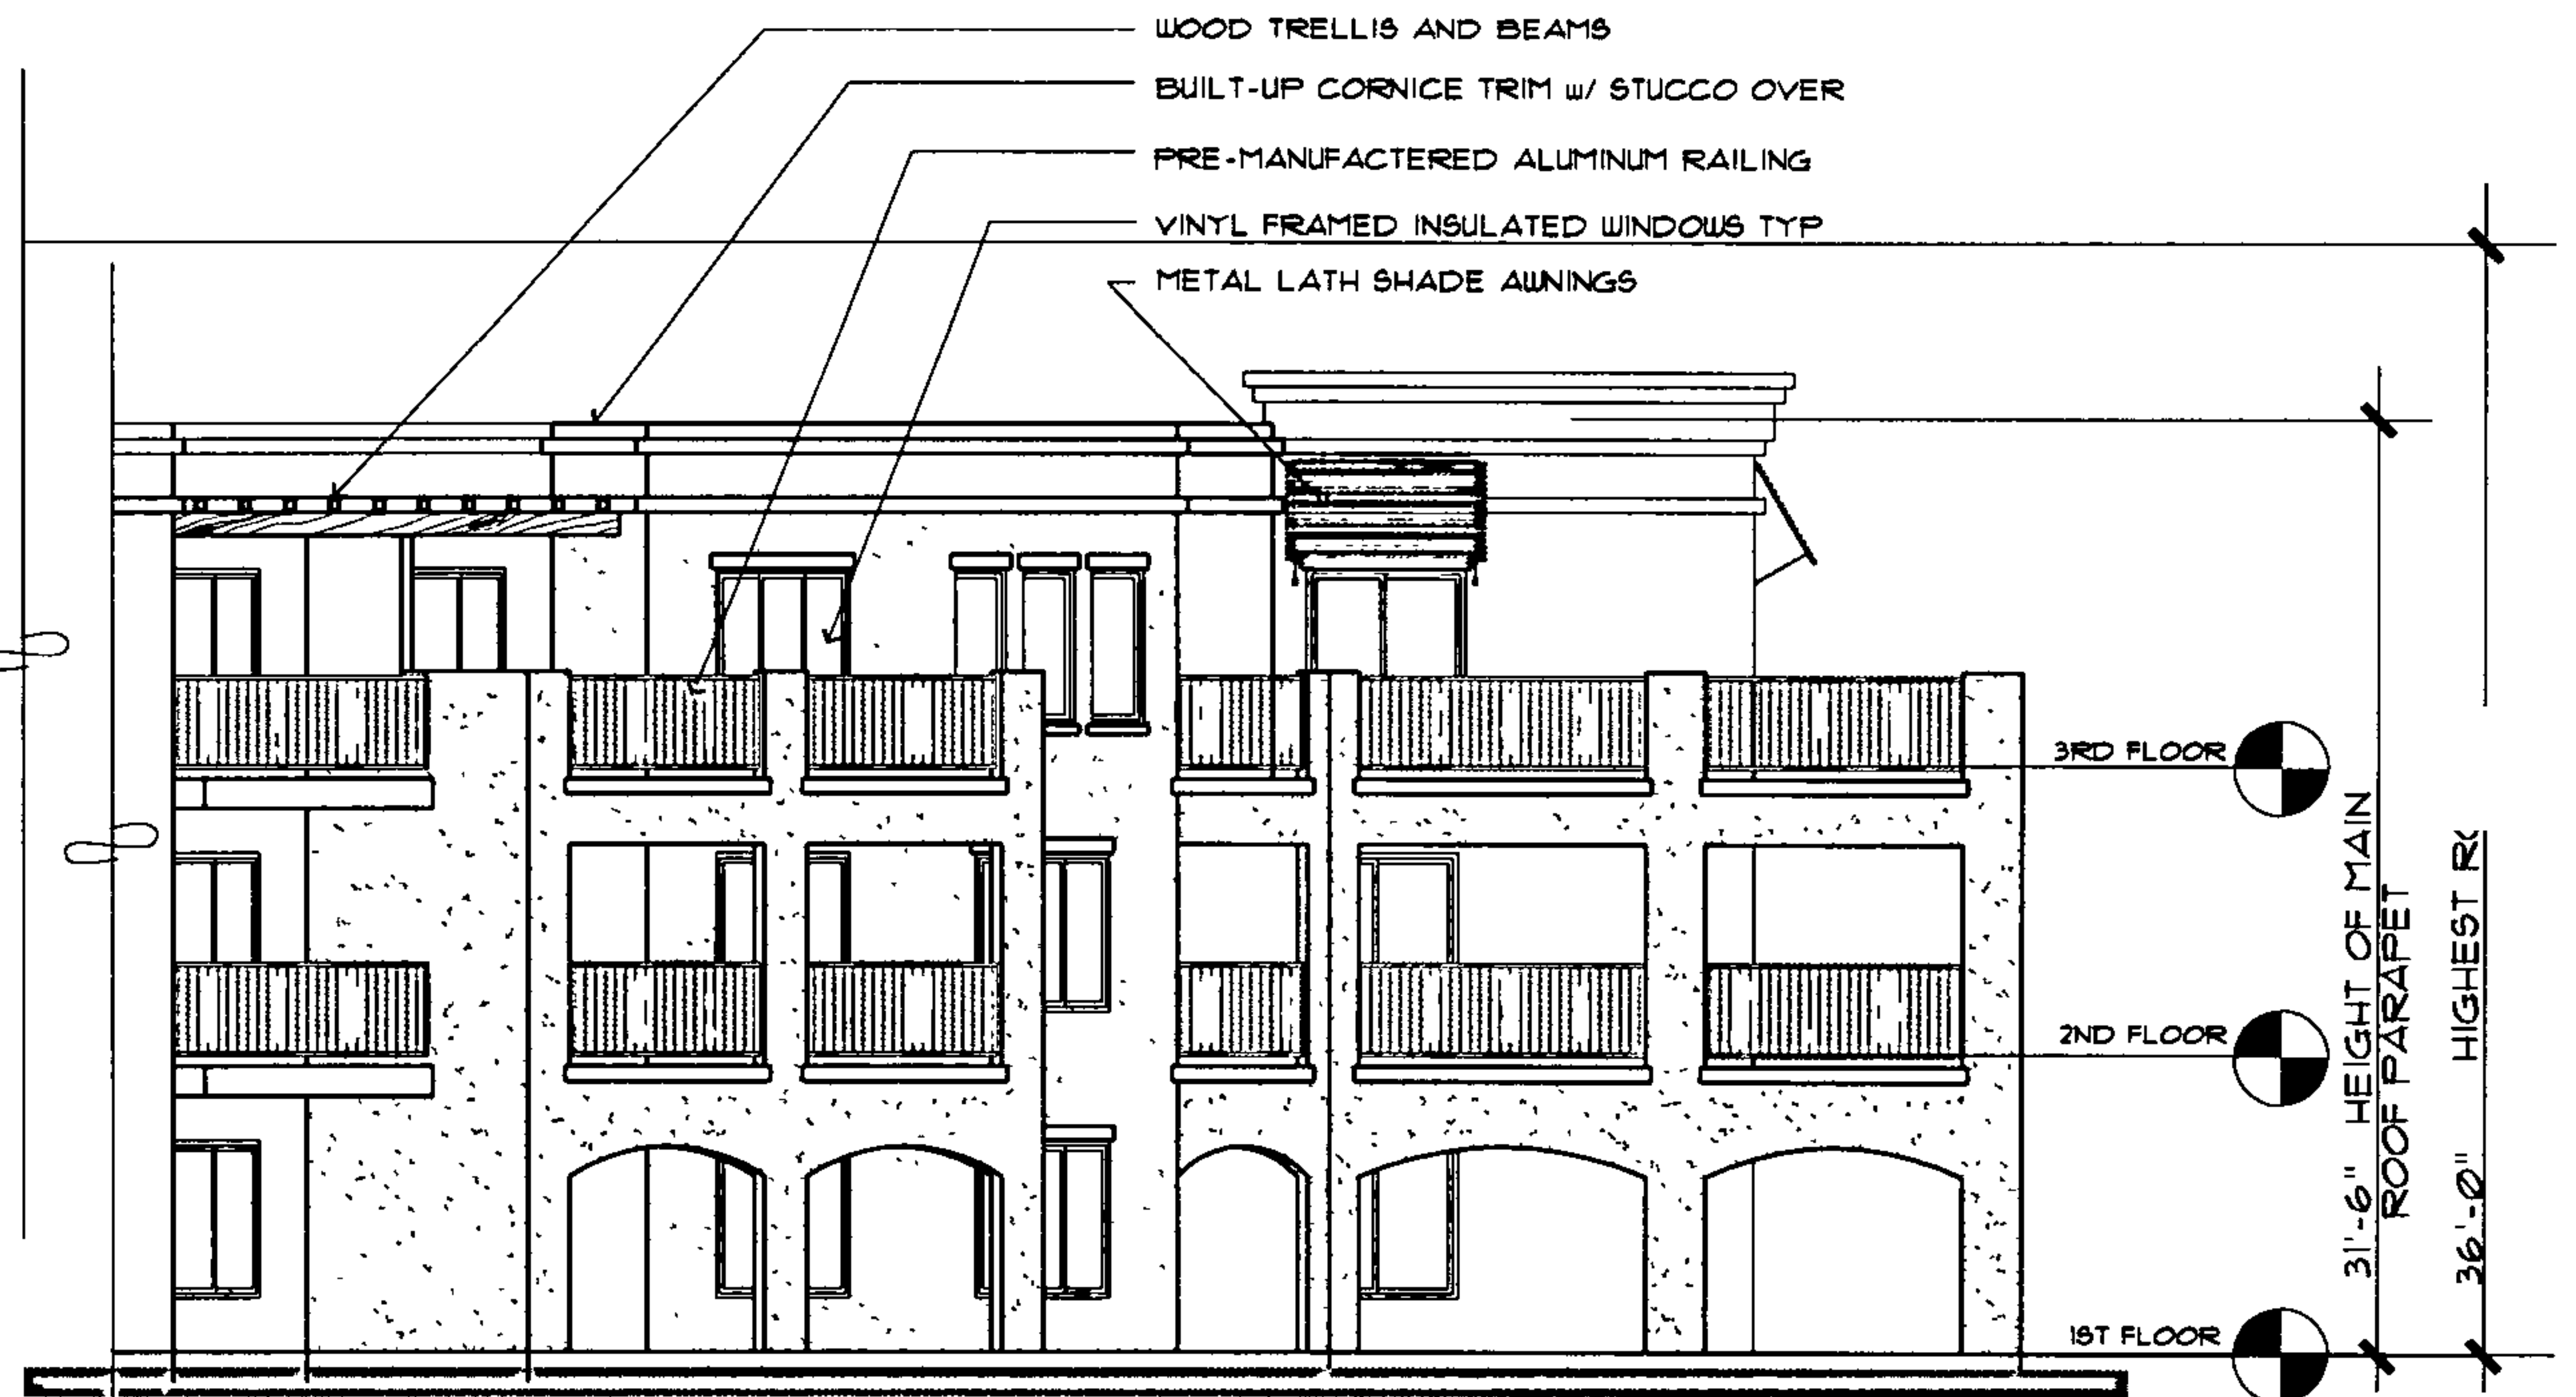 WOOD TRELLIS AND BEAMS
BUILT-UP CORNICE TRIM w/ STUCCO OVER
PRE-MANUFACTERED ALUMINUM RAILING
VINYL FRAMED INSULATED WINDOWS TYP
METAL LATH SHADE AWNINGS
3RD FLOOR
2ND FLOOR
1ST FLOOR
31'-6" HEIGHT OF MAIN
ROOF PARAPET
36'-0" HIGHEST